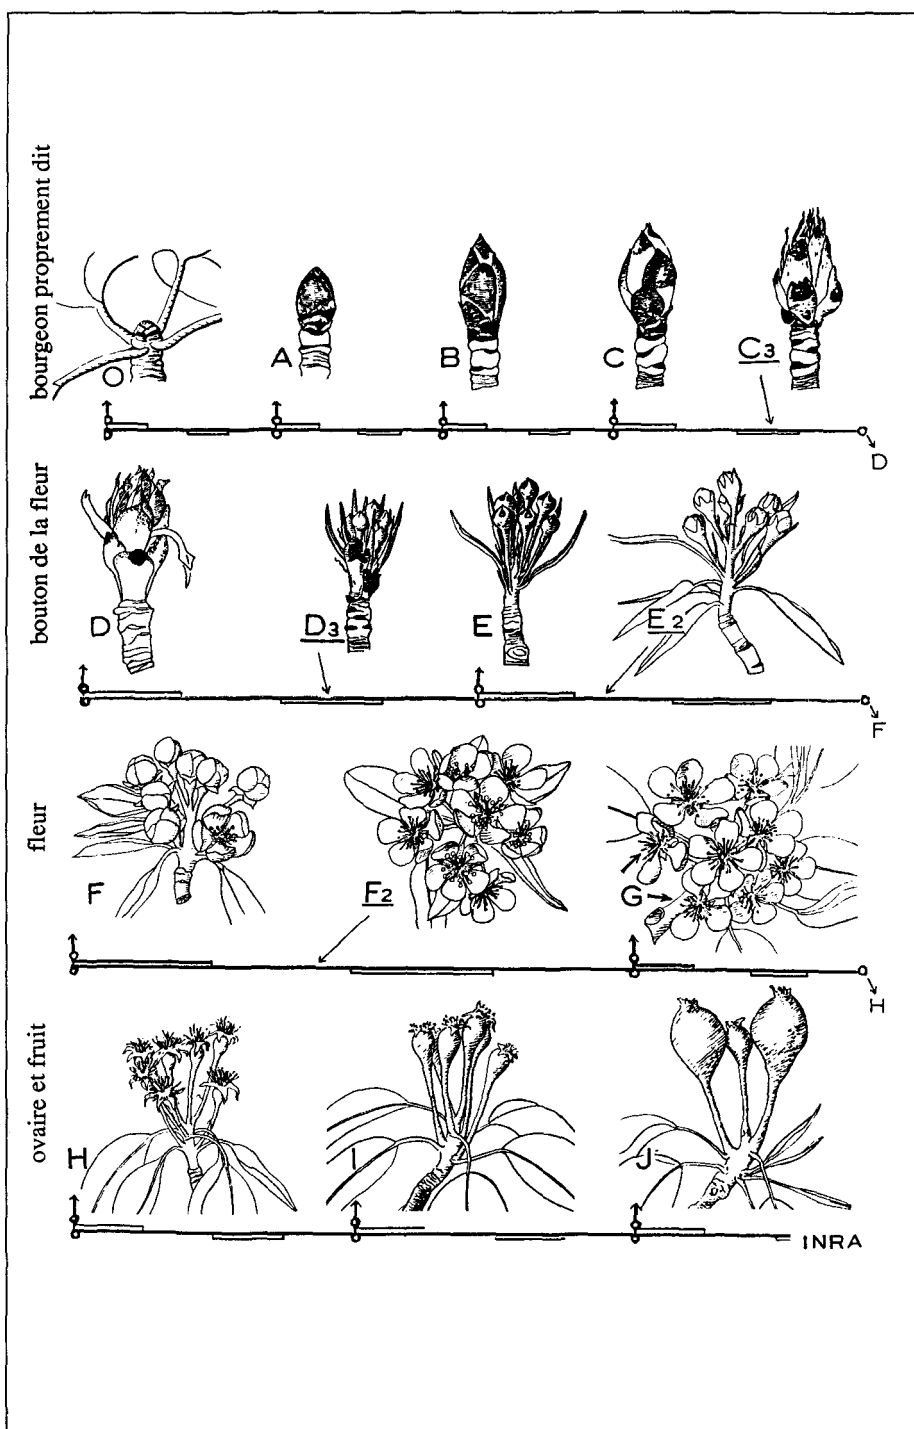 bourgeon proprement dit
O A B C C3
D
bouton de la fleur
D D3 E E2
F
fleur
F F2 G
H
ovaire et fruit
H I J
INRA